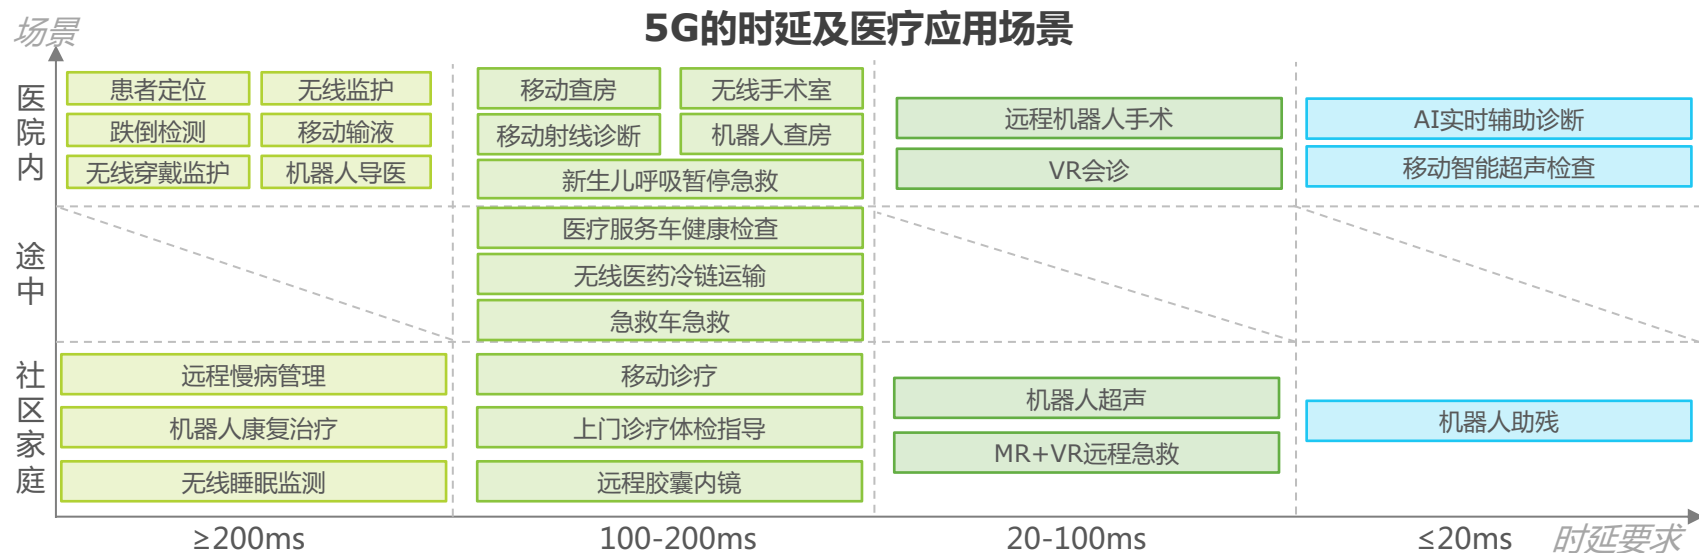 5G的时延及医疗应用场景
场景
医院内
患者定位
无线监护
移动查房
无线手术室
远程机器人手术
AI实时辅助诊断
跌倒检测
移动输液
移动射线诊断
机器人查房
VR会诊
移动智能超声检查
无线穿戴监护
机器人导医
新生儿呼吸暂停急救
途中
医疗服务车健康检查
无线医药冷链运输
急救车急救
社区家庭
远程慢病管理
移动诊疗
机器人超声
机器人助残
机器人康复治疗
上门诊疗体检指导
MR+VR远程急救
无线睡眠监测
远程胶囊内镜
≥200ms
100-200ms
20-100ms
≤20ms
时延要求